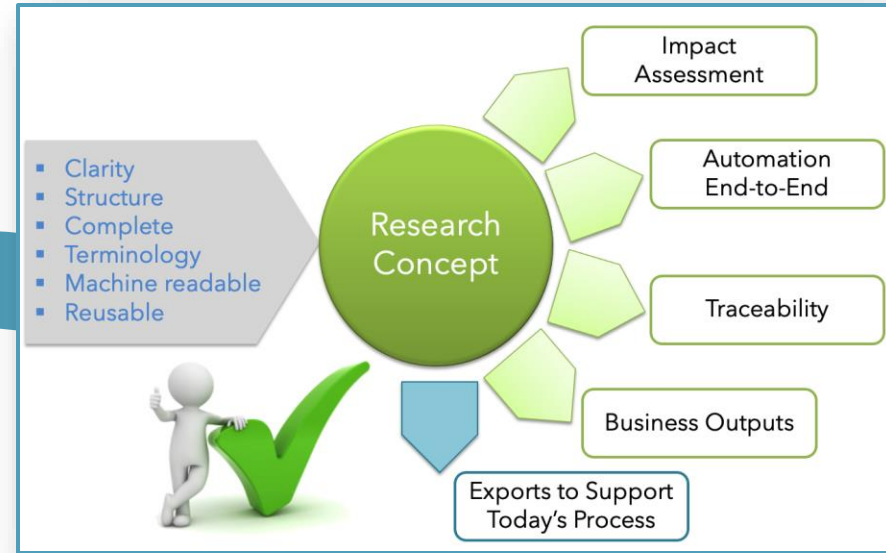 Clarity
Structure
Complete
Terminology
Machine readable
Reusable
Research
Concept
Impact
Assessment
Automation
End-to-End
Traceability
Business Outputs
Exports to Support
Today's Process